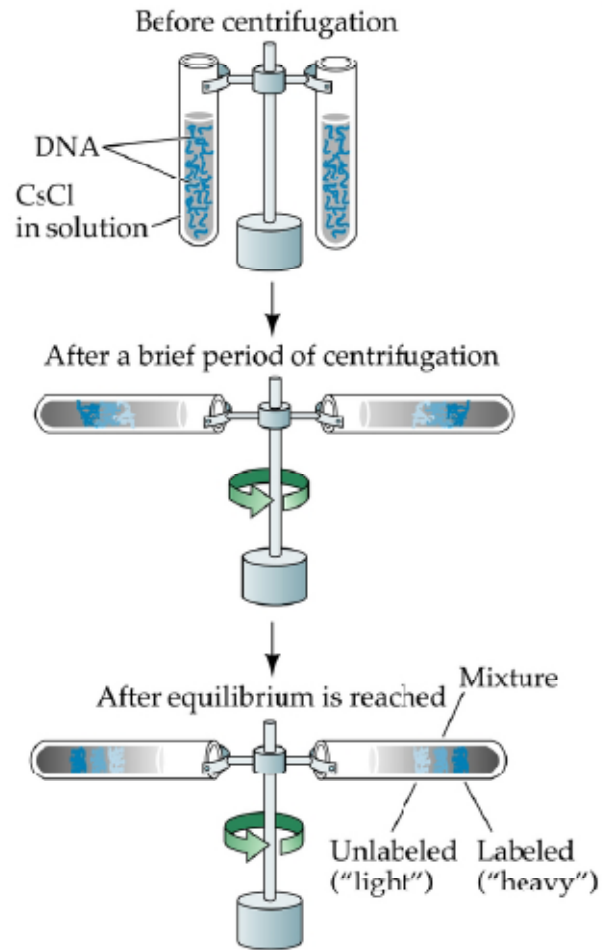 Before centrifugation
DNA
CsCl
in solution
After a brief period of centrifugation
After equilibrium is reached
Mixture
Unlabeled
("light")
Labeled
("heavy")